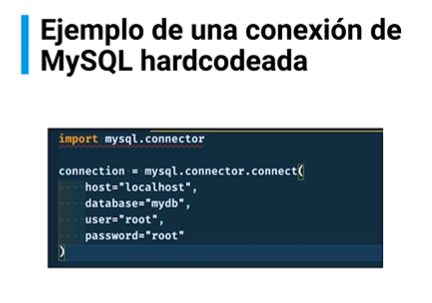 Ejemplo de una conexión de
MySQL hardcodeada
import mysql.connector
connection = mysql.connector.connect(
host="localhost",
database="mydb",
user="root",
password="root"
)